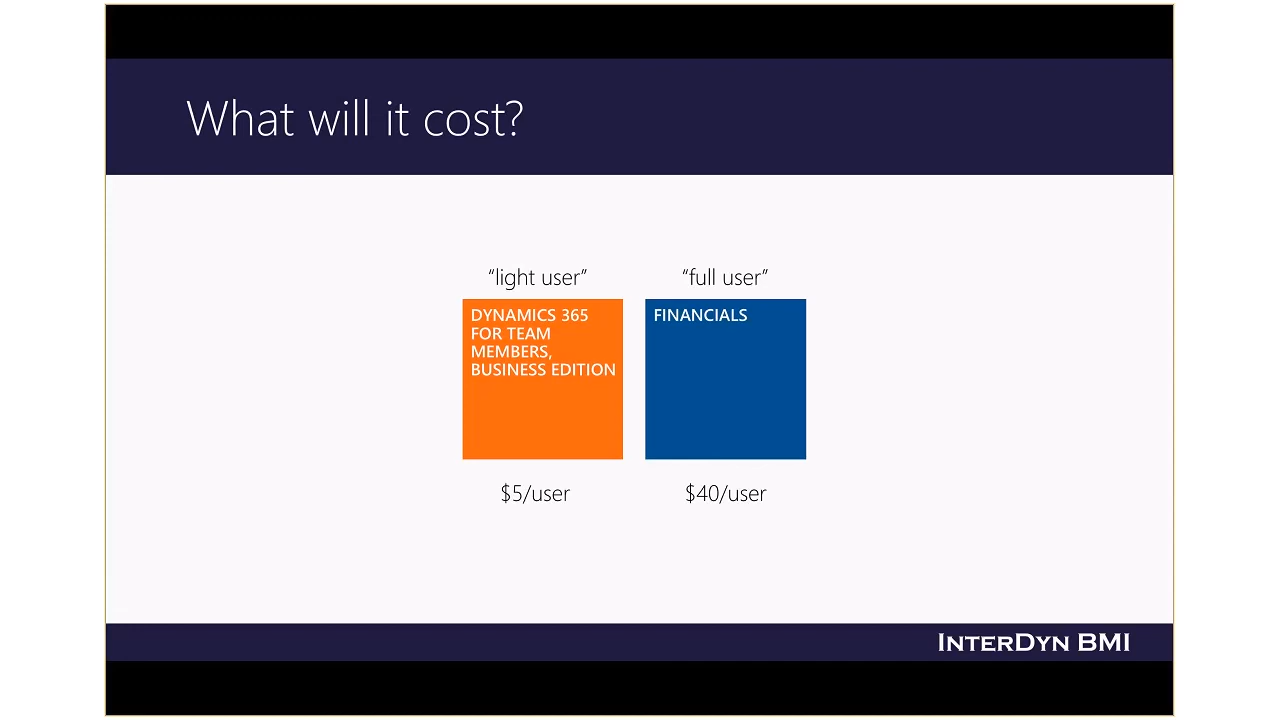 What will it cost?
“light user”
“full user”
DYNAMICS 365
FOR TEAM
MEMBERS,
BUSINESS EDITION
FINANCIALS
$5/user
$40/user
INTERDYN BMI